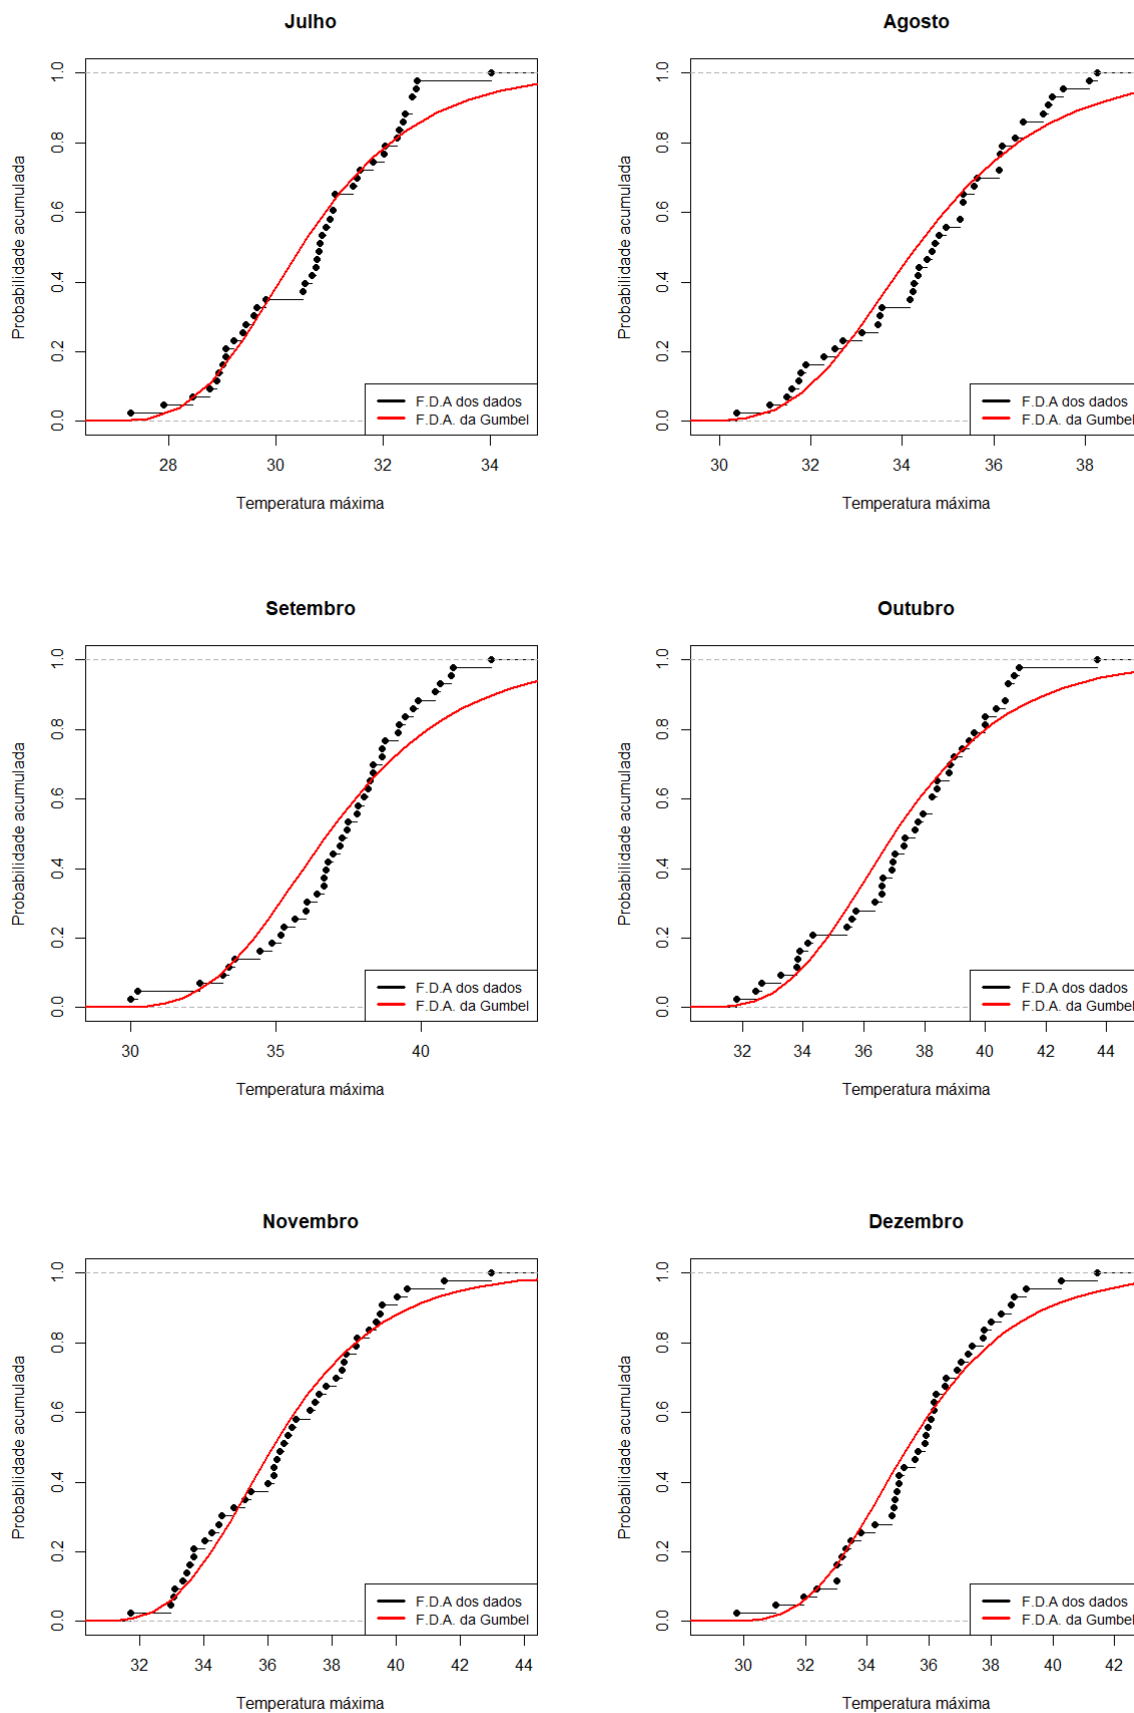 Julho
Probabilidade acumulada
0.0 0.2 0.4 0.6 0.8 1.0
28 30 32 34
Temperatura máxima
F.D.A dos dados
F.D.A. da Gumbel
Agosto
Probabilidade acumulada
0.0 0.2 0.4 0.6 0.8 1.0
30 32 34 36 38
Temperatura máxima
F.D.A dos dados
F.D.A. da Gumbel
Setembro
Probabilidade acumulada
0.0 0.2 0.4 0.6 0.8 1.0
30 35 40
Temperatura máxima
F.D.A dos dados
F.D.A. da Gumbel
Outubro
Probabilidade acumulada
0.0 0.2 0.4 0.6 0.8 1.0
32 34 36 38 40 42 44
Temperatura máxima
F.D.A dos dados
F.D.A. da Gumbel
Novembro
Probabilidade acumulada
0.0 0.2 0.4 0.6 0.8 1.0
32 34 36 38 40 42 44
Temperatura máxima
F.D.A dos dados
F.D.A. da Gumbel
Dezembro
Probabilidade acumulada
0.0 0.2 0.4 0.6 0.8 1.0
30 32 34 36 38 40 42
Temperatura máxima
F.D.A dos dados
F.D.A. da Gumbel